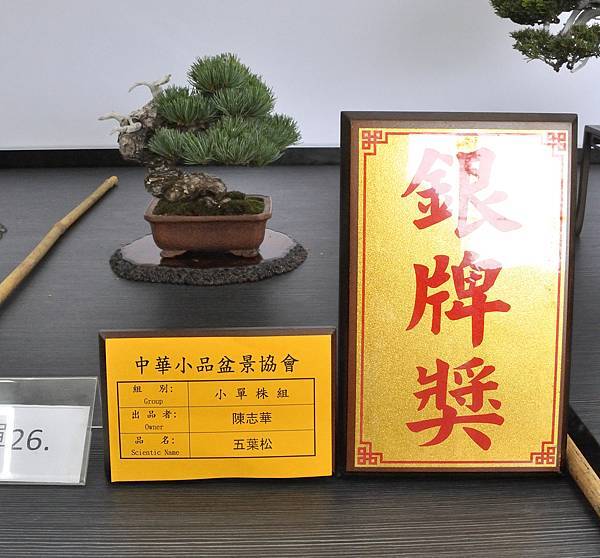 銀牌獎
中華小品盆景協會
組 別: 小單株組
Group
出品者: 陳志華
Owner
品 名: 五葉松
Scientic Name
26.